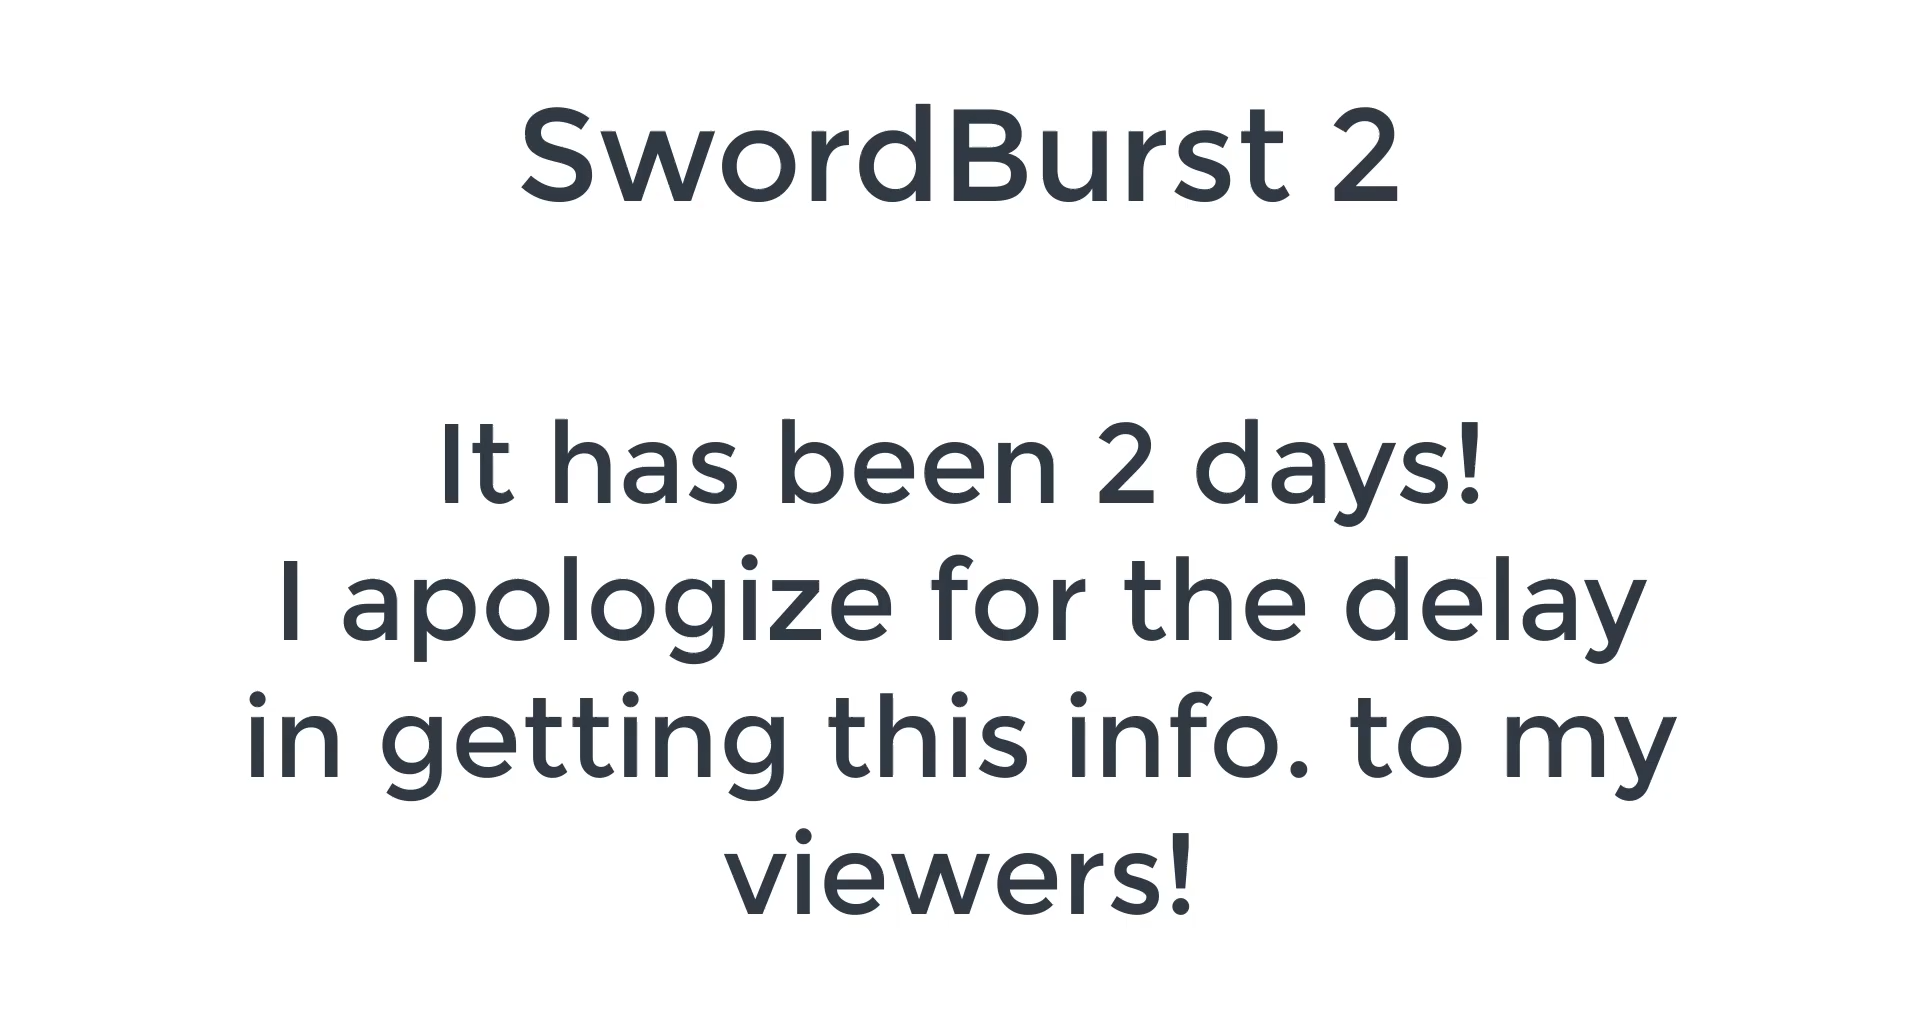 SwordBurst 2
It has been 2 days!
I apologize for the delay
in getting this info. to my
viewers!